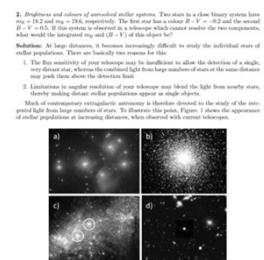 2. Brightness and colours of unresolved stellar systems. Two stars in a close binary system
have m_B = 18.2 and m_B = 19.6, respectively. The first star has a colour B − V = −0.2 and the second
B − V = 0.5. If this system is observed in a telescope which cannot resolve the two components,
what would the integrated m_B and (B − V) of this object be?
Solution: At large distances, it becomes increasingly difficult to study the individual stars of
stellar populations. There are basically two reasons for this:
1. The flux sensitivity of your telescope may be insufficient to allow the detection of a single,
very distant star, whereas the combined light from large numbers of stars at the same distance
may push them above the detection limit
2. Limitations in angular resolution of your telescope may blend the light from nearby stars,
thereby making distant stellar populations appear as single objects.
Much of contemporary extragalactic astronomy is therefore devoted to the study of the inte-
grated light from large numbers of stars. To illustrate this point, Figure. 1 shows the appearance
of stellar populations at increasing distances, when observed with current telescopes.
a)
b)
c)
d)